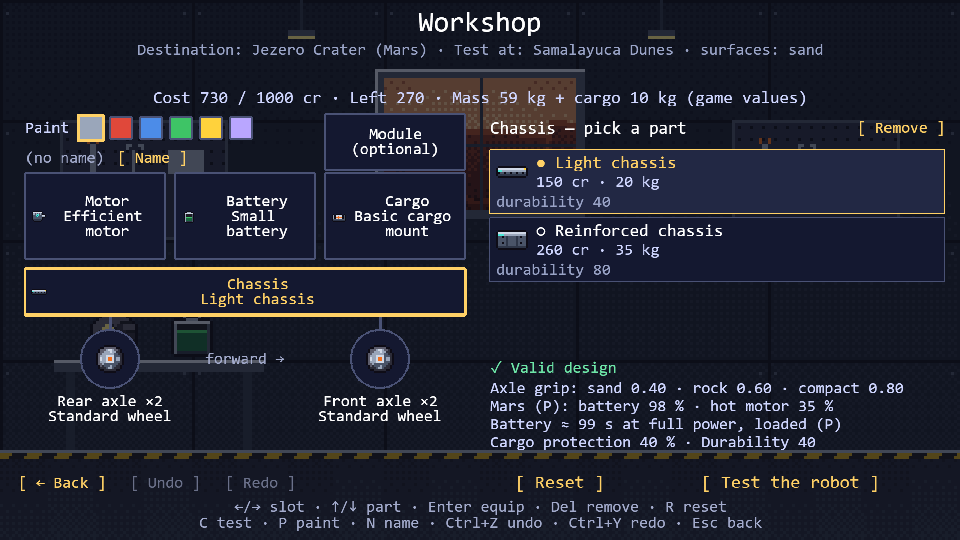 Workshop
Destination: Jezero Crater (Mars) · Test at: Samalayuca Dunes · surfaces: sand
Cost 730 / 1000 cr · Left 270 · Mass 59 kg + cargo 10 kg (game values)
Paint
(no name) [ Name ]
Module
(optional)
Motor
Efficient
motor
Battery
Small
battery
Cargo
Basic cargo
mount
Chassis
Light chassis
forward →
Rear axle ×2
Standard wheel
Front axle ×2
Standard wheel
Chassis — pick a part [ Remove ]
● Light chassis
150 cr · 20 kg
durability 40
○ Reinforced chassis
260 cr · 35 kg
durability 80
✓ Valid design
Axle grip: sand 0.40 · rock 0.60 · compact 0.80
Mars (P): battery 98 % · hot motor 35 %
Battery ≈ 99 s at full power, loaded (P)
Cargo protection 40 % · Durability 40
[ ← Back ] [ Undo ] [ Redo ] [ Reset ] [ Test the robot ]
←/→ slot · ↑/↓ part · Enter equip · Del remove · R reset
C test · P paint · N name · Ctrl+Z undo · Ctrl+Y redo · Esc back